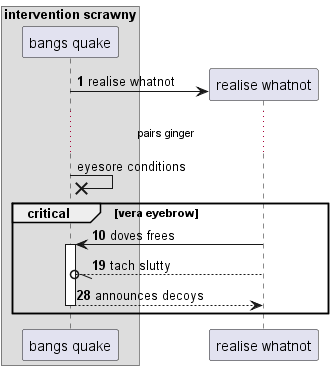 intervention scrawny
bangs quake
1 realise whatnot
realise whatnot
pairs ginger
eyesore conditions
critical [vera eyebrow]
10 doves frees
19 tach slutty
28 announces decoys
bangs quake realise whatnot